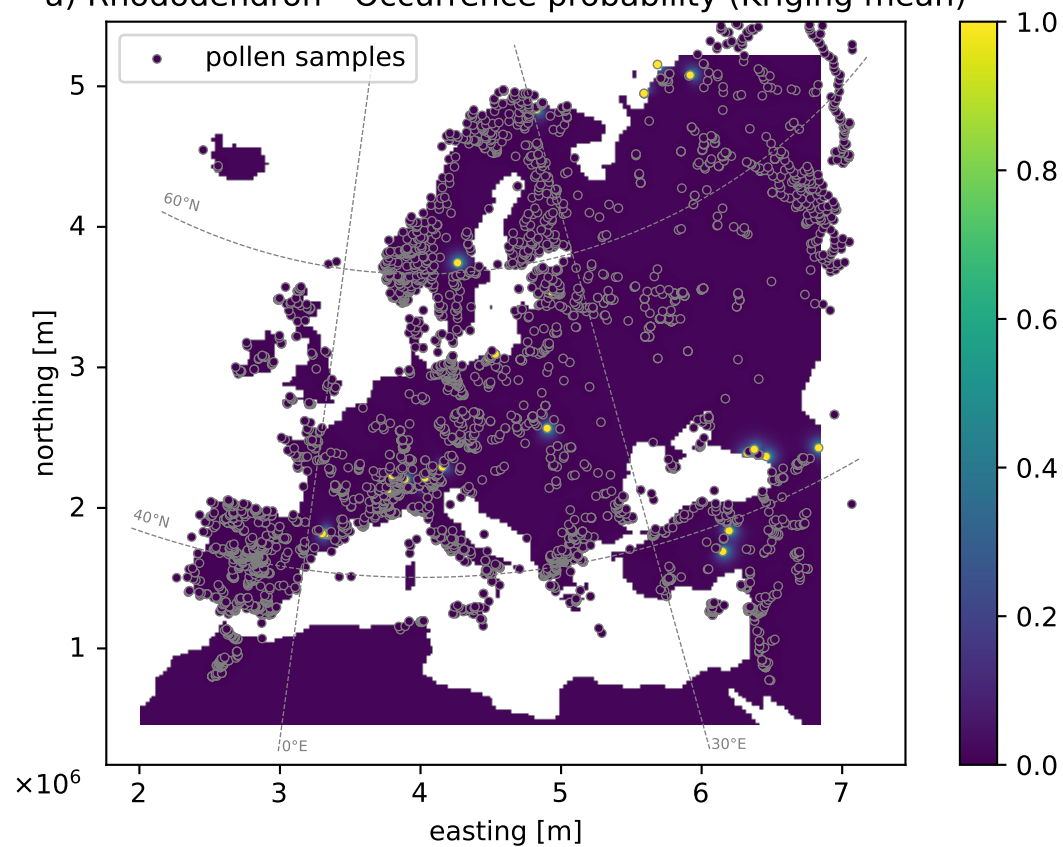 a) Rhododendron - Occurrence probability (Kriging mean)
pollen samples
1.0
0.8
0.6
0.4
0.2
0.0
5
4
3
2
1
northing [m]
60°N
40°N
0°E
30°E
×10⁶
2 3 4 5 6 7
easting [m]